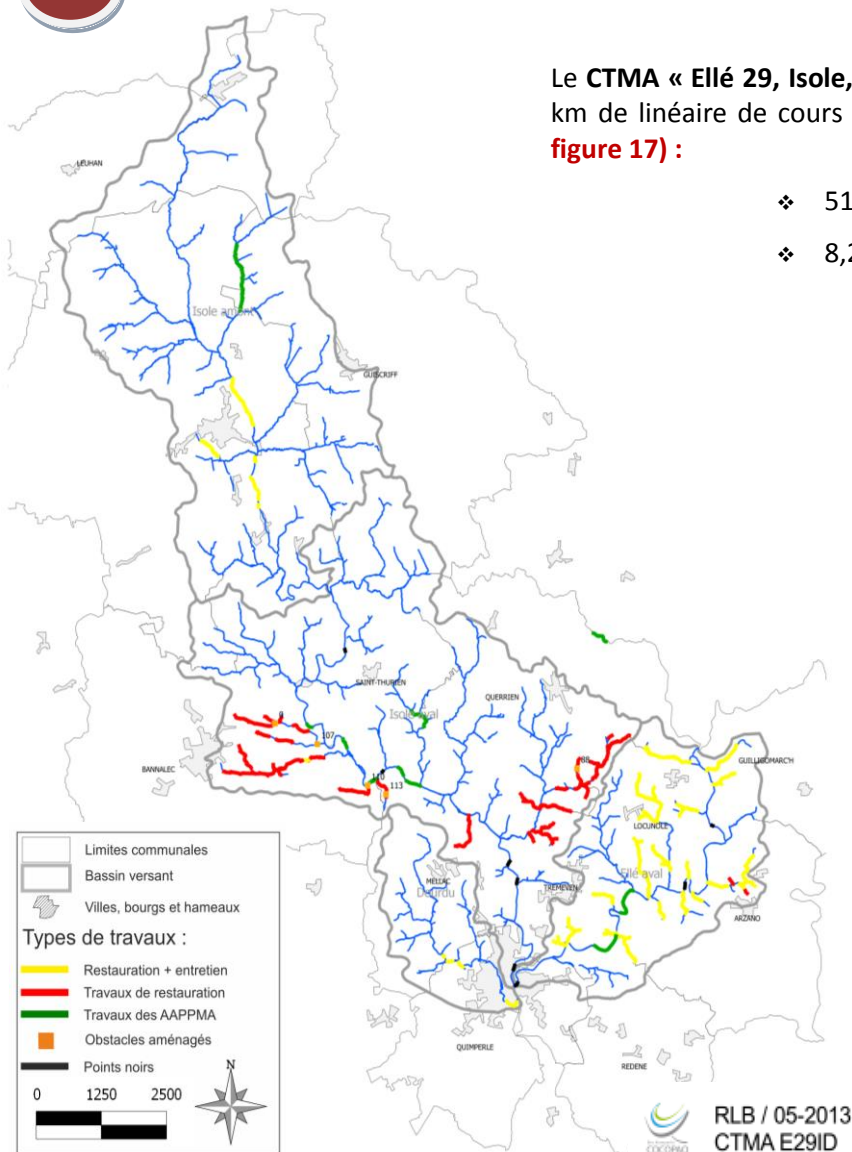 Le CTMA « Ellé 29, Isole,
km de linéaire de cours
figure 17) :
❖ 51
❖ 8,2
LEUHAN
Isole amont
GUISCRIFF
SAINT-THURIEN
QUERRIEN
Isole aval
BANNALEC
107
113
GUILLIGOMARC'H
LOCUNOLE
Ellé aval
MELLAC
Dourdu
TREMEVEN
ARZANO
QUIMPERLE
REDENE
Limites communales
Bassin versant
Villes, bourgs et hameaux
Types de travaux :
Restauration + entretien
Travaux de restauration
Travaux des AAPPMA
Obstacles aménagés
Points noirs
N
0 1250 2500
COCOPAQ
RLB / 05-2013
CTMA E29ID